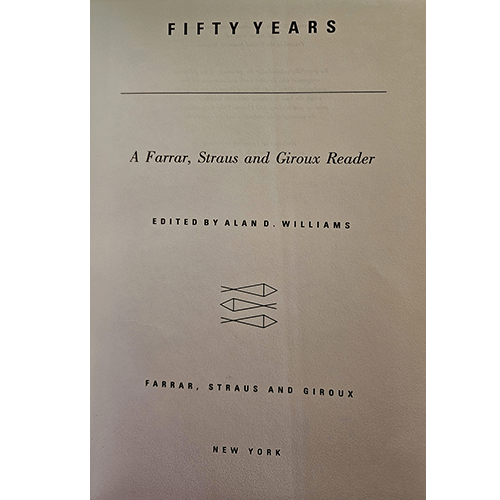 FIFTY YEARS
A Farrar, Straus and Giroux Reader
EDITED BY ALAN D. WILLIAMS
FARRAR, STRAUS AND GIROUX
NEW YORK